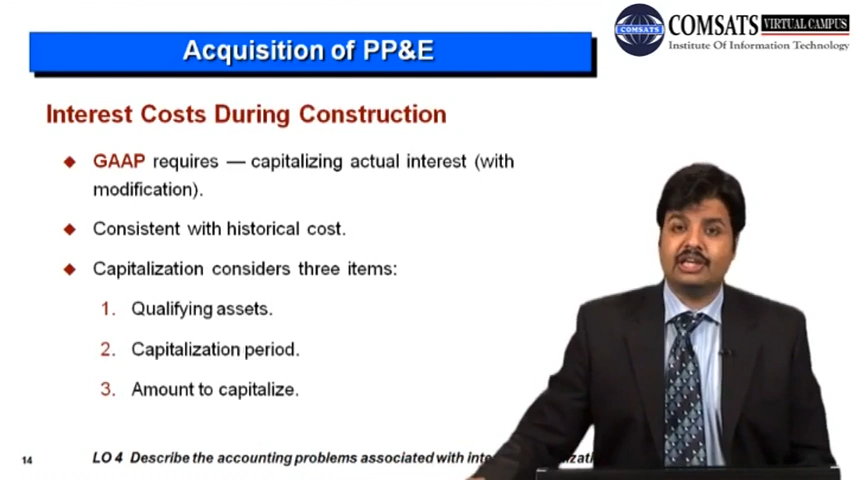 COMSATS VIRTUAL CAMPUS
Institute Of Information Technology
COMSATS
Acquisition of PP&E
Interest Costs During Construction
GAAP requires — capitalizing actual interest (with
modification).
Consistent with historical cost.
Capitalization considers three items:
1. Qualifying assets.
2. Capitalization period.
3. Amount to capitalize.
14
LO 4 Describe the accounting problems associated with